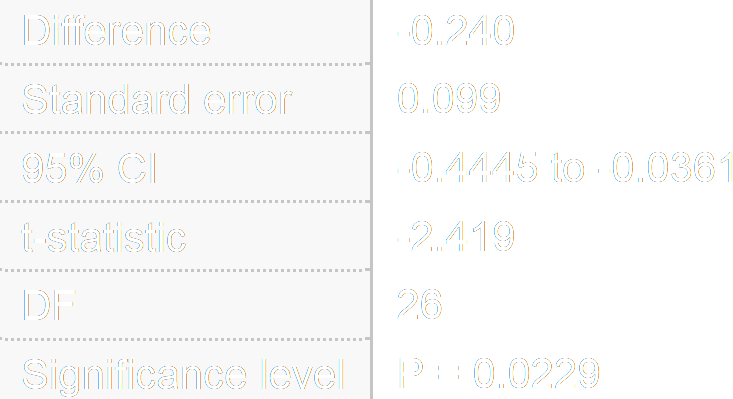 Difference -0.240
Standard error 0.099
95% CI -0.4445 to -0.0361
t-statistic -2.419
DF 26
Significance level P = 0.0229